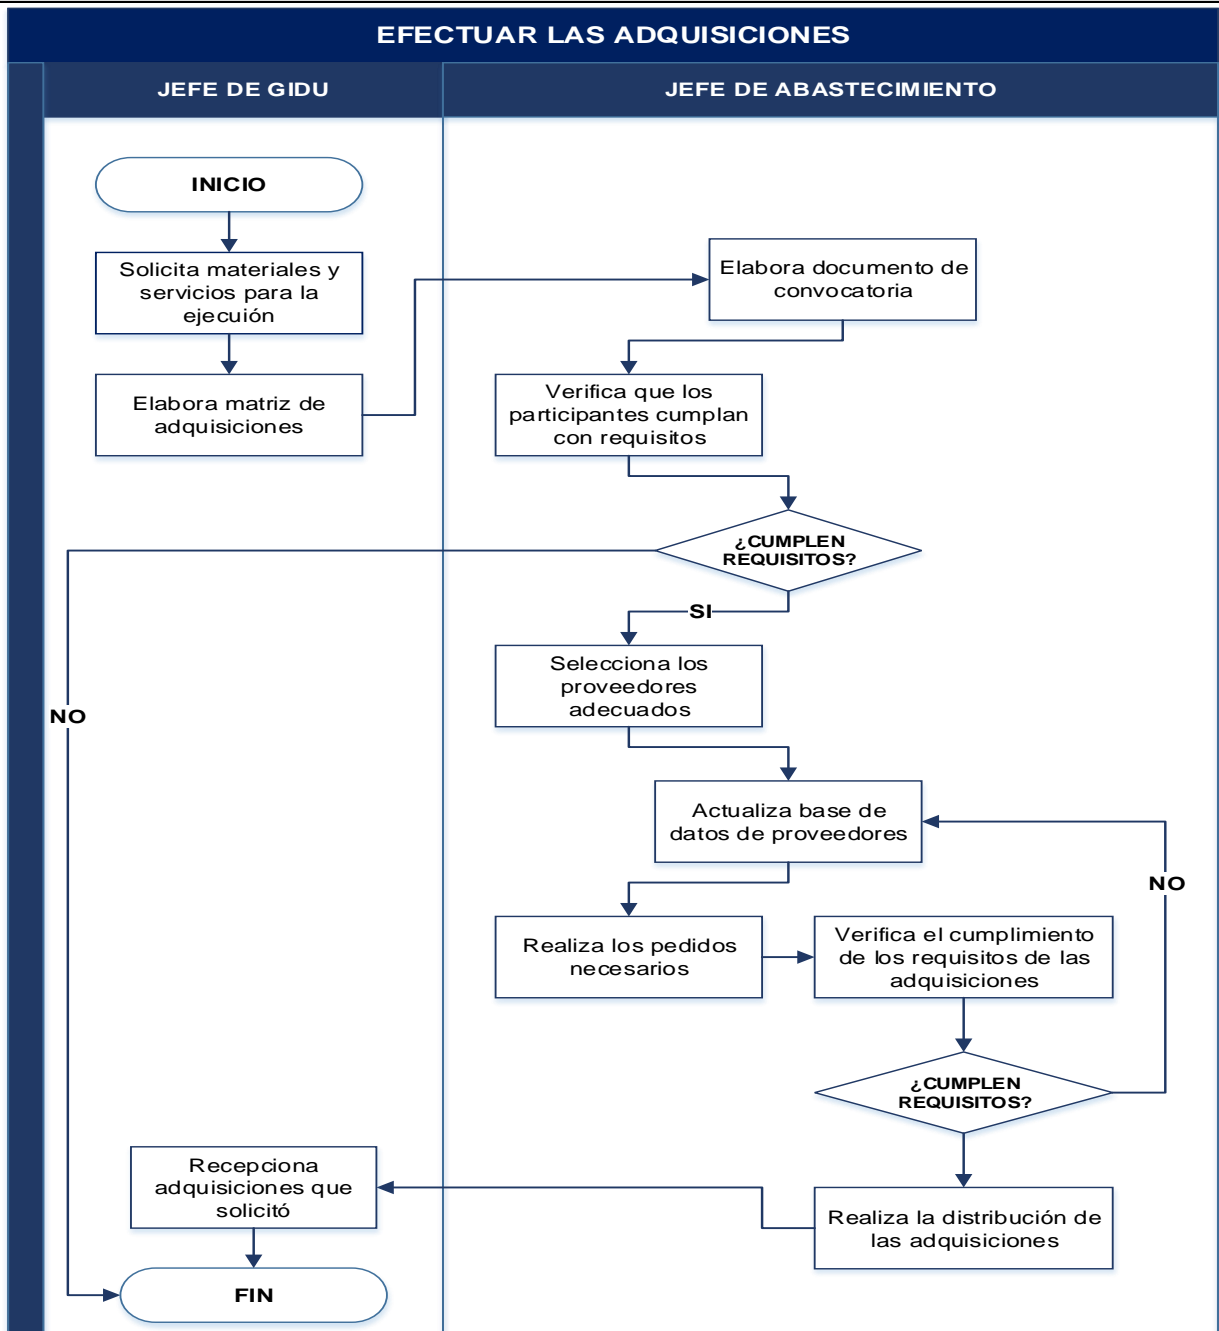 EFECTUAR LAS ADQUISICIONES
JEFE DE GIDU
JEFE DE ABASTECIMIENTO
INICIO
Solicita materiales y
servicios para la
ejecuión
Elabora matriz de
adquisiciones
Elabora documento de
convocatoria
Verifica que los
participantes cumplan
con requisitos
¿CUMPLEN
REQUISITOS?
SI
NO
Selecciona los
proveedores
adecuados
Actualiza base de
datos de proveedores
NO
Realiza los pedidos
necesarios
Verifica el cumplimiento
de los requisitos de las
adquisiciones
¿CUMPLEN
REQUISITOS?
Realiza la distribución de
las adquisiciones
Recepciona
adquisiciones que
solicitó
FIN